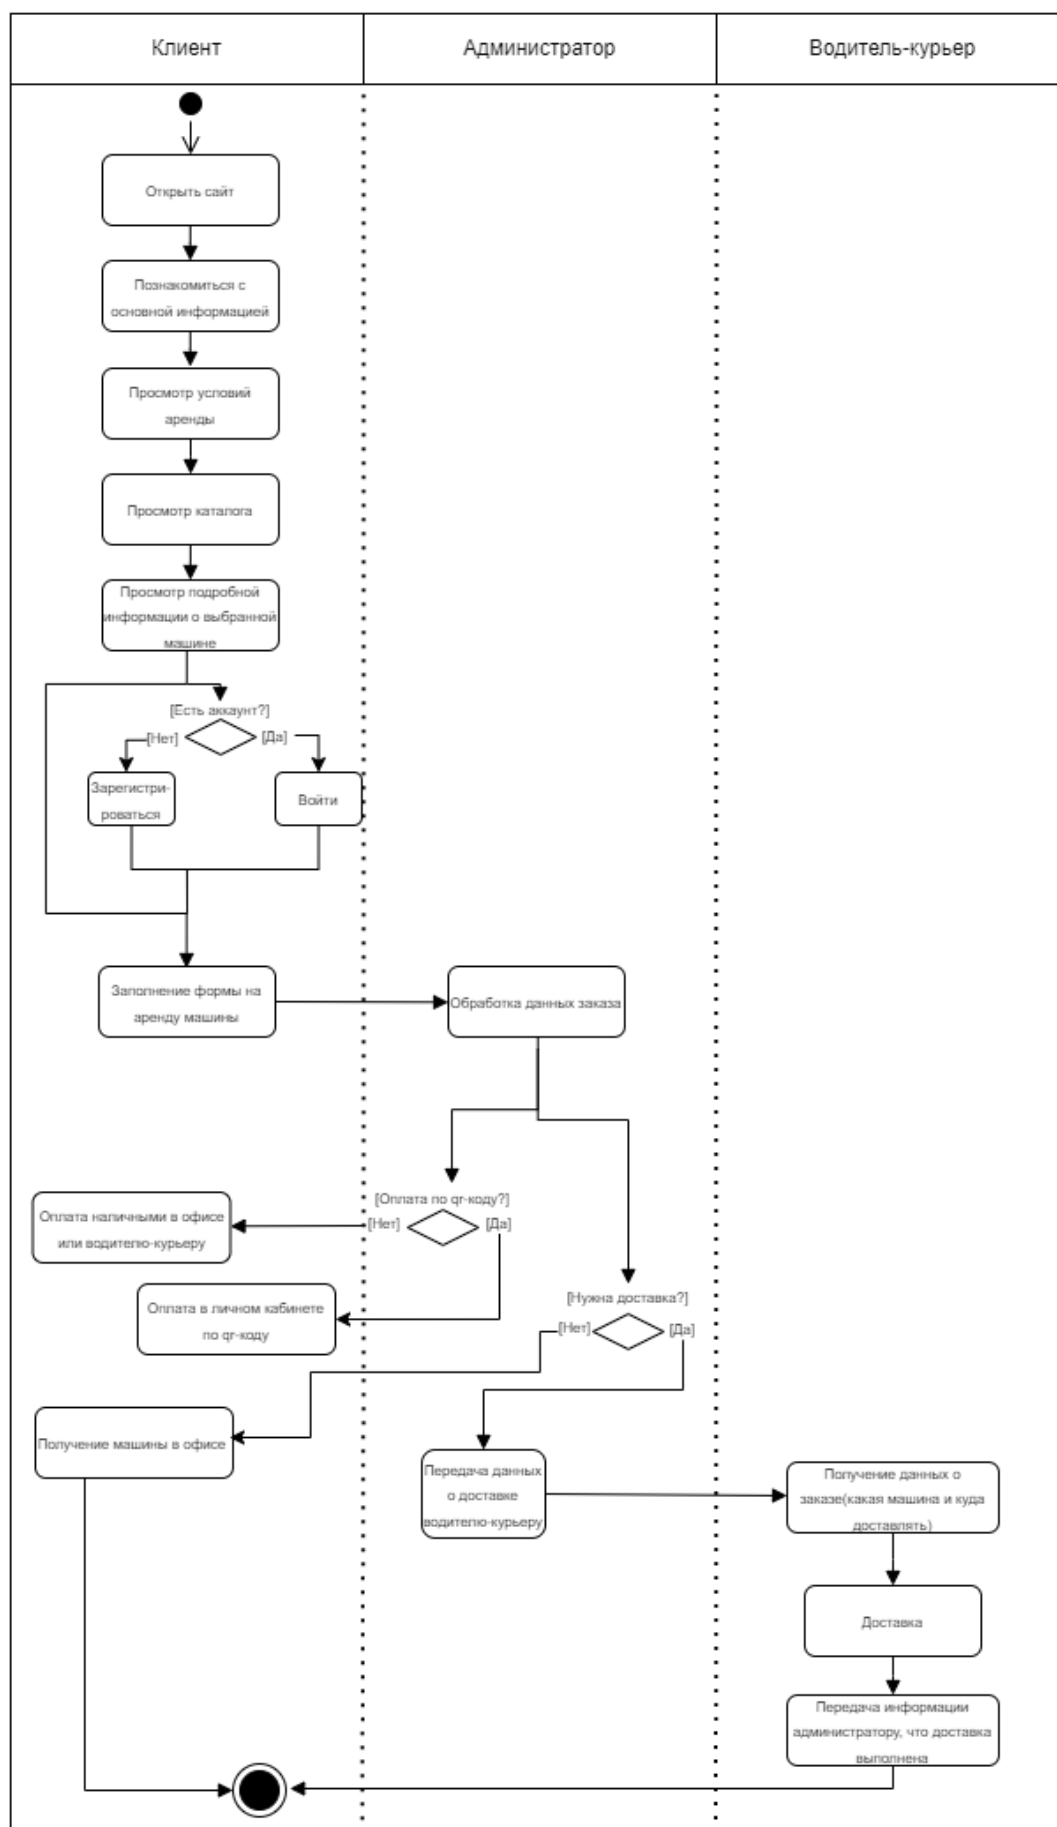 Клиент
Администратор
Водитель-курьер
Открыть сайт
Познакомиться с
основной информацией
Просмотр условий
аренды
Просмотр каталога
Просмотр подробной
информации о выбранной
машине
[Есть аккаунт?]
[Нет]
[Да]
Зарегистри-
роваться
Войти
Заполнение формы на
аренду машины
Обработка данных заказа
[Оплата по qr-коду?]
[Нет]
[Да]
Оплата наличными в офисе
или водителю-курьеру
Оплата в личном кабинете
по qr-коду
[Нужна доставка?]
[Нет]
[Да]
Получение машины в офисе
Передача данных
о доставке
водителю-курьеру
Получение данных о
заказе(какая машина и куда
доставлять)
Доставка
Передача информации
администратору, что доставка
выполнена